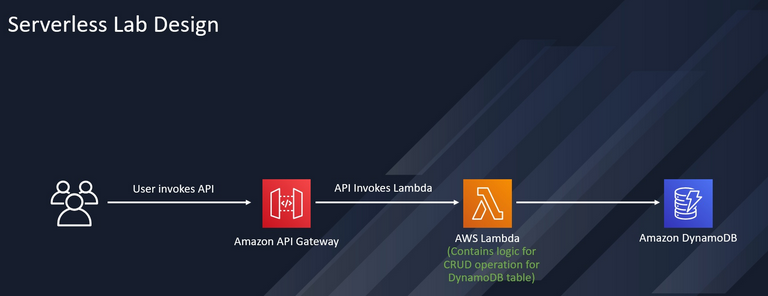 Serverless Lab Design
User invokes API
API Invokes Lambda
Amazon API Gateway
AWS Lambda
(Contains logic for
CRUD operation for
DynamoDB table)
Amazon DynamoDB